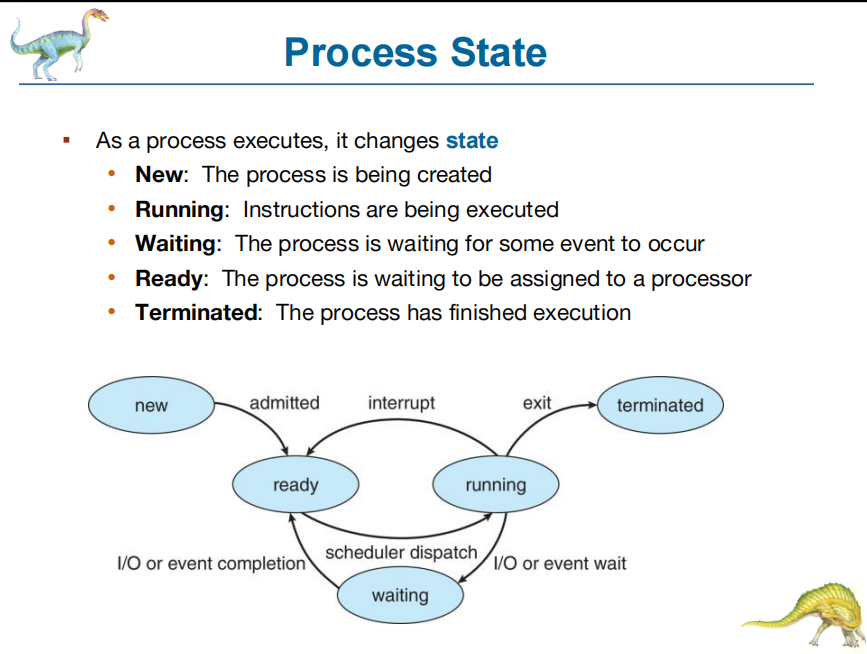 Process State
▪ As a process executes, it changes state
• New: The process is being created
• Running: Instructions are being executed
• Waiting: The process is waiting for some event to occur
• Ready: The process is waiting to be assigned to a processor
• Terminated: The process has finished execution
new
admitted
interrupt
exit
terminated
ready
running
I/O or event completion
scheduler dispatch
I/O or event wait
waiting